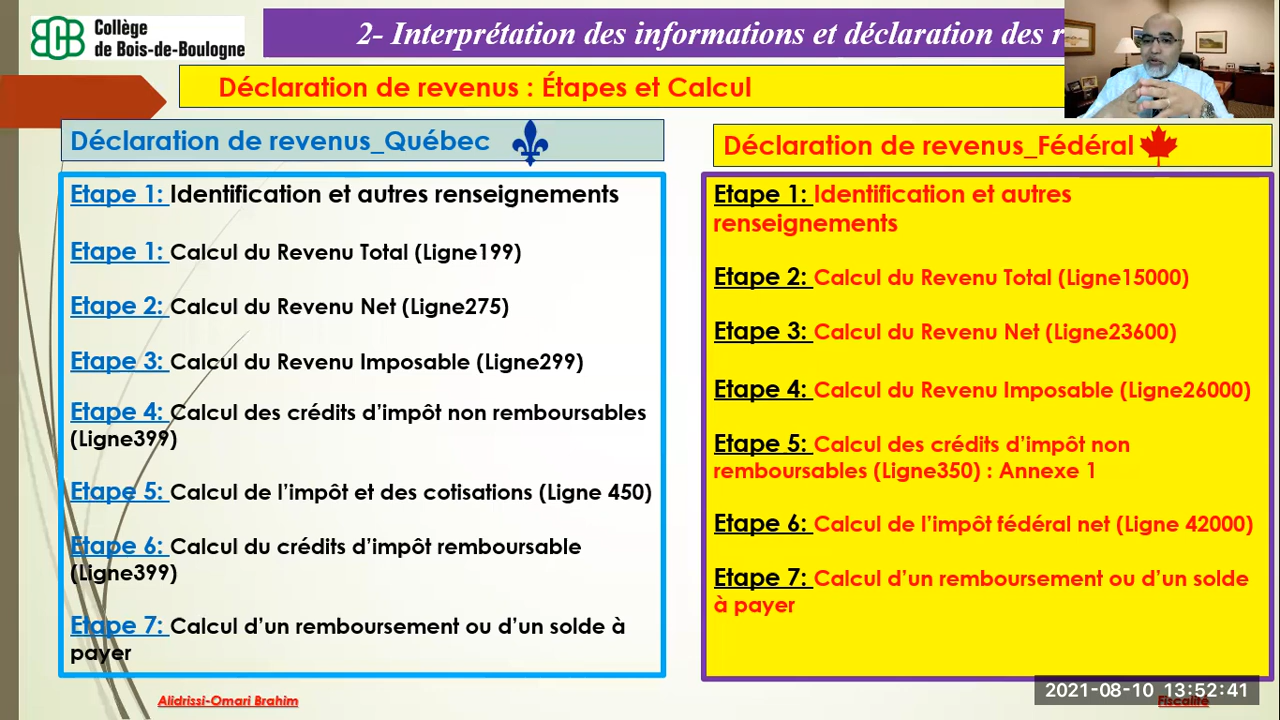 Collège
de Bois-de-Boulogne
2- Interprétation des informations et déclaration des r
Déclaration de revenus : Étapes et Calcul
Déclaration de revenus_Québec
Etape 1: Identification et autres renseignements
Etape 1: Calcul du Revenu Total (Ligne199)
Etape 2: Calcul du Revenu Net (Ligne275)
Etape 3: Calcul du Revenu Imposable (Ligne299)
Etape 4: Calcul des crédits d’impôt non remboursables
(Ligne399)
Etape 5: Calcul de l’impôt et des cotisations (Ligne 450)
Etape 6: Calcul du crédits d’impôt remboursable
(Ligne399)
Etape 7: Calcul d’un remboursement ou d’un solde à
payer
Déclaration de revenus_Fédéral
Etape 1: Identification et autres
renseignements
Etape 2: Calcul du Revenu Total (Ligne15000)
Etape 3: Calcul du Revenu Net (Ligne23600)
Etape 4: Calcul du Revenu Imposable (Ligne26000)
Etape 5: Calcul des crédits d’impôt non
remboursables (Ligne350) : Annexe 1
Etape 6: Calcul de l’impôt fédéral net (Ligne 42000)
Etape 7: Calcul d’un remboursement ou d’un solde
à payer
Alidrissi-Omari Brahim
2021-08-10 13:52:41
Fiscalité